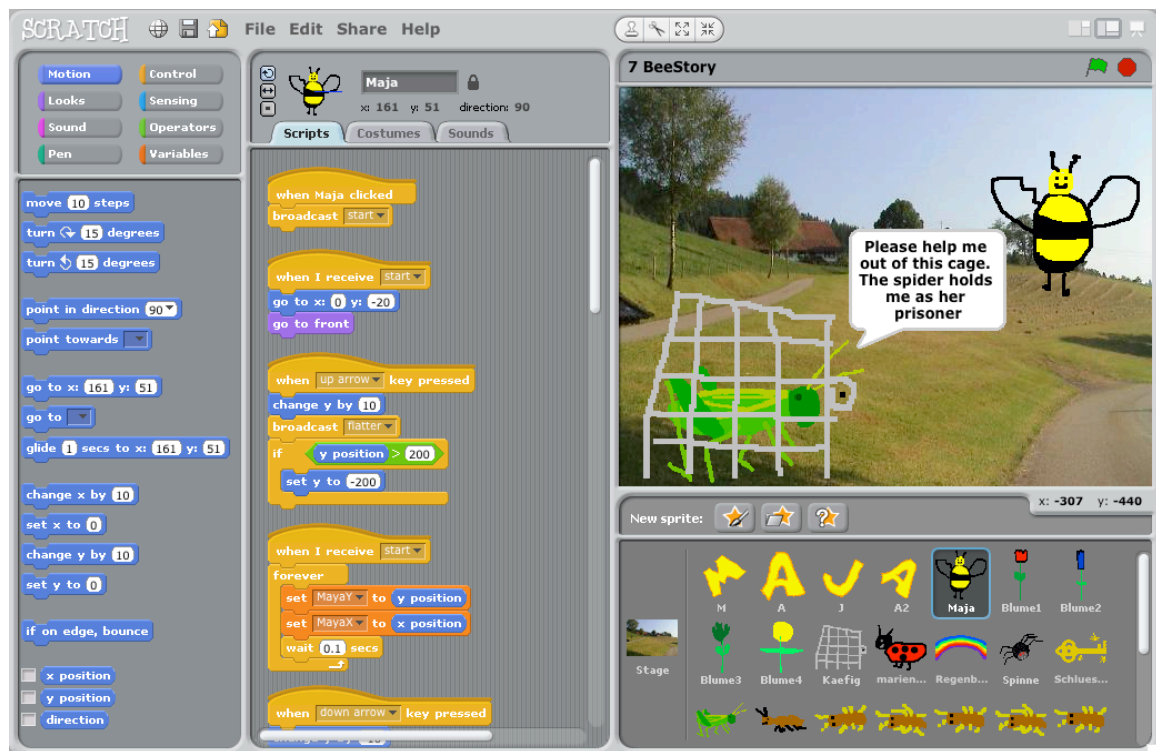 SCRATCH File Edit Share Help
Motion Control
Looks Sensing
Sound Operators
Pen Variables
move 10 steps
turn 15 degrees
turn 15 degrees
point in direction 90
point towards
go to x: 161 y: 51
go to
glide 1 secs to x: 161 y: 51
change x by 10
set x to 0
change y by 10
set y to 0
if on edge, bounce
x position
y position
direction
Maja
x: 161 y: 51 direction: 90
Scripts Costumes Sounds
when Maja clicked
broadcast start
when I receive start
go to x: 0 y: -20
go to front
when up arrow key pressed
change y by 10
broadcast flatter
if y position > 200
set y to -200
when I receive start
forever
set MayaY to y position
set MayaX to x position
wait 0.1 secs
when down arrow key pressed
change y by -10
7 BeeStory
Please help me
out of this cage.
The spider holds
me as her
prisoner
x: -307 y: -440
New sprite:
Stage
M A J A2 Maja Blume1 Blume2
Blume3 Blume4 Kaefig marien... Regenb... Spinne Schlues...